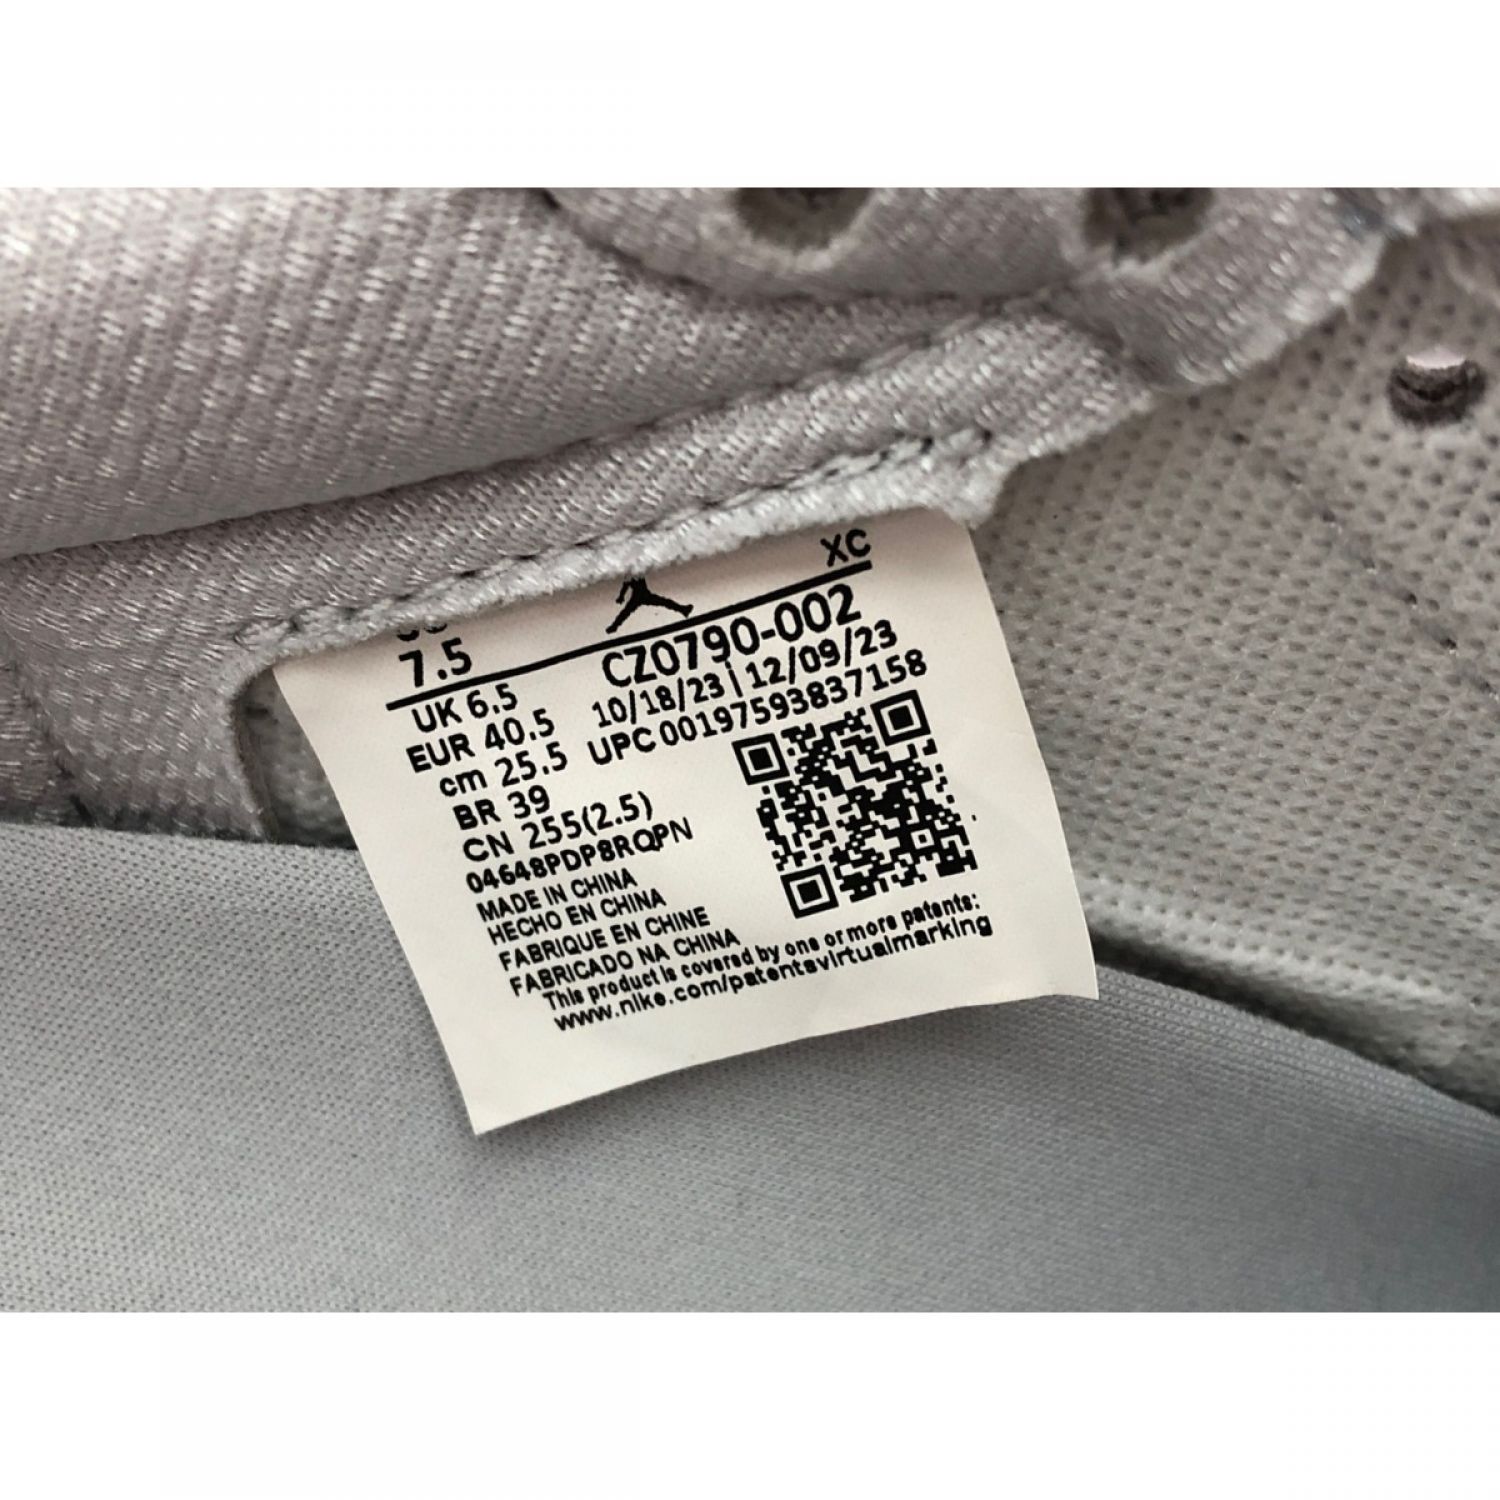 XC
7.5
CZ0790-002
UK 6.5
10/18/23 | 12/09/23
EUR 40.5
UPC 00197593837158
cm 25.5
BR 39
CN 255(2.5)
04648PDP8RQPN
MADE IN CHINA
HECHO EN CHINA
FABRIQUE EN CHINE
FABRICADO NA CHINA
This product is covered by one or more patents:
www.nike.com/patentsvirtualmarking